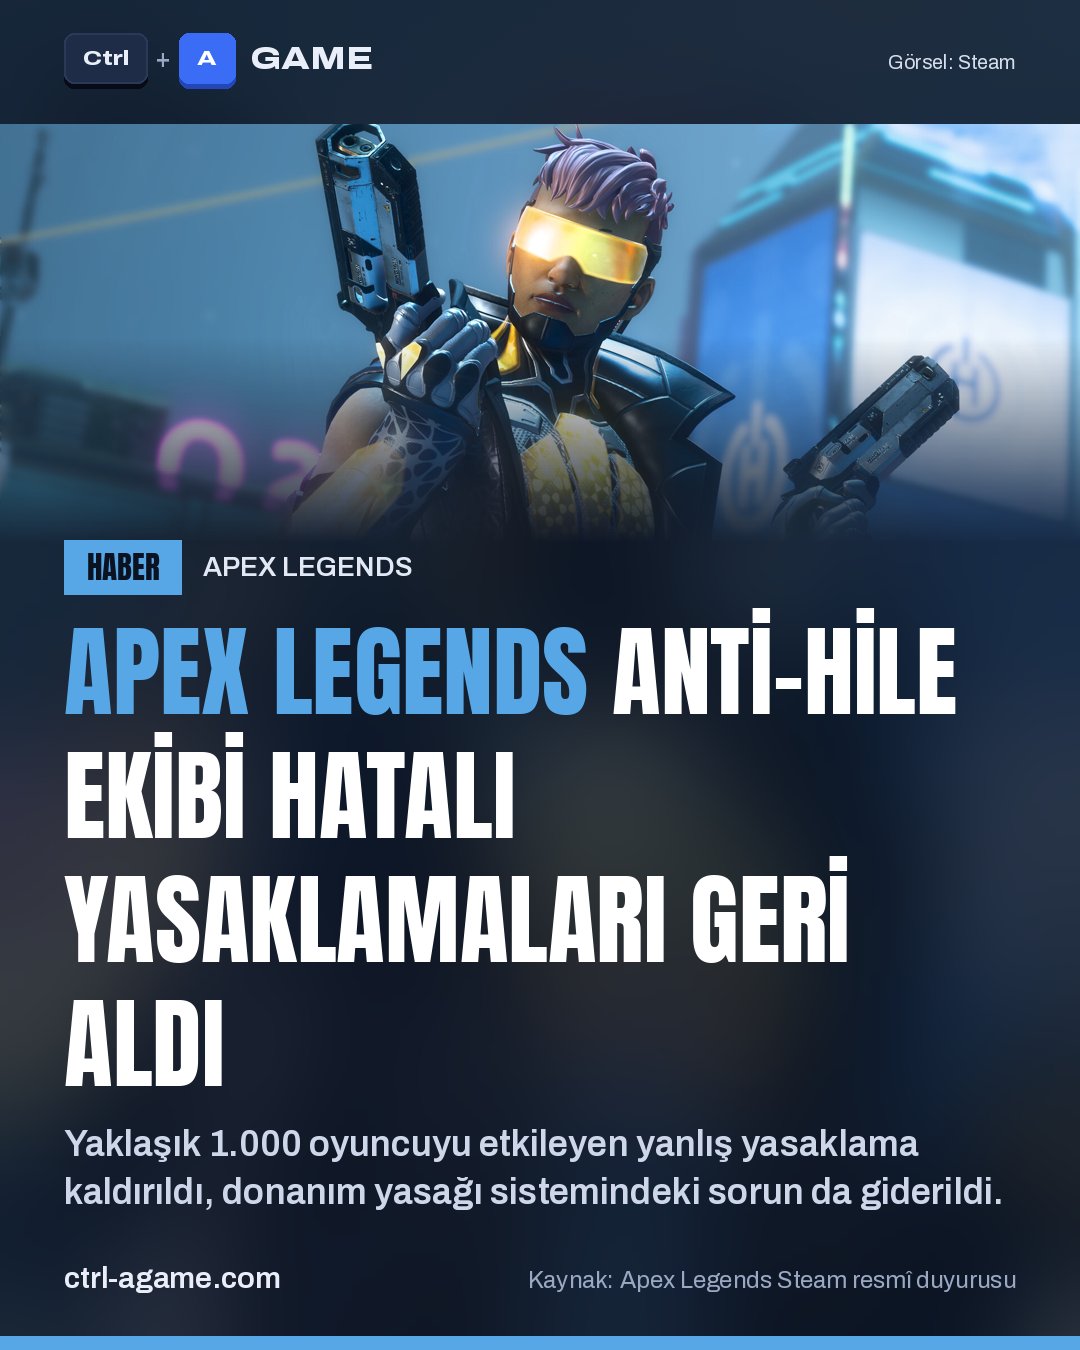 Ctrl + A GAME
Görsel: Steam
HABER APEX LEGENDS
APEX LEGENDS ANTİ-HİLE
EKİBİ HATALI
YASAKLAMALARI GERİ
ALDI
Yaklaşık 1.000 oyuncuyu etkileyen yanlış yasaklama
kaldırıldı, donanım yasağı sistemindeki sorun da giderildi.
ctrl-agame.com
Kaynak: Apex Legends Steam resmî duyurusu